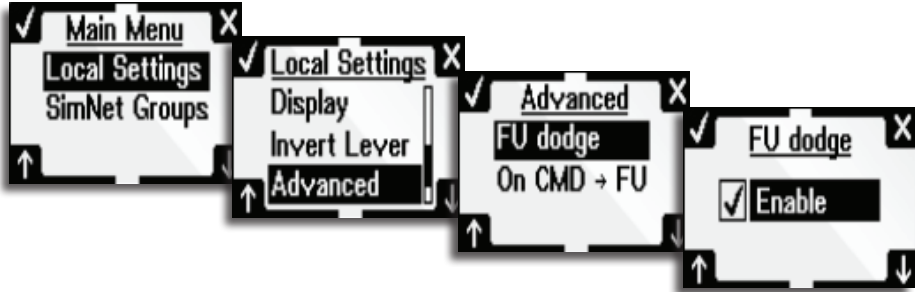 Main Menu
Local Settings
SimNet Groups
Local Settings
Display
Invert Lever
Advanced
Advanced
FU dodge
On CMD → FU
FU dodge
Enable